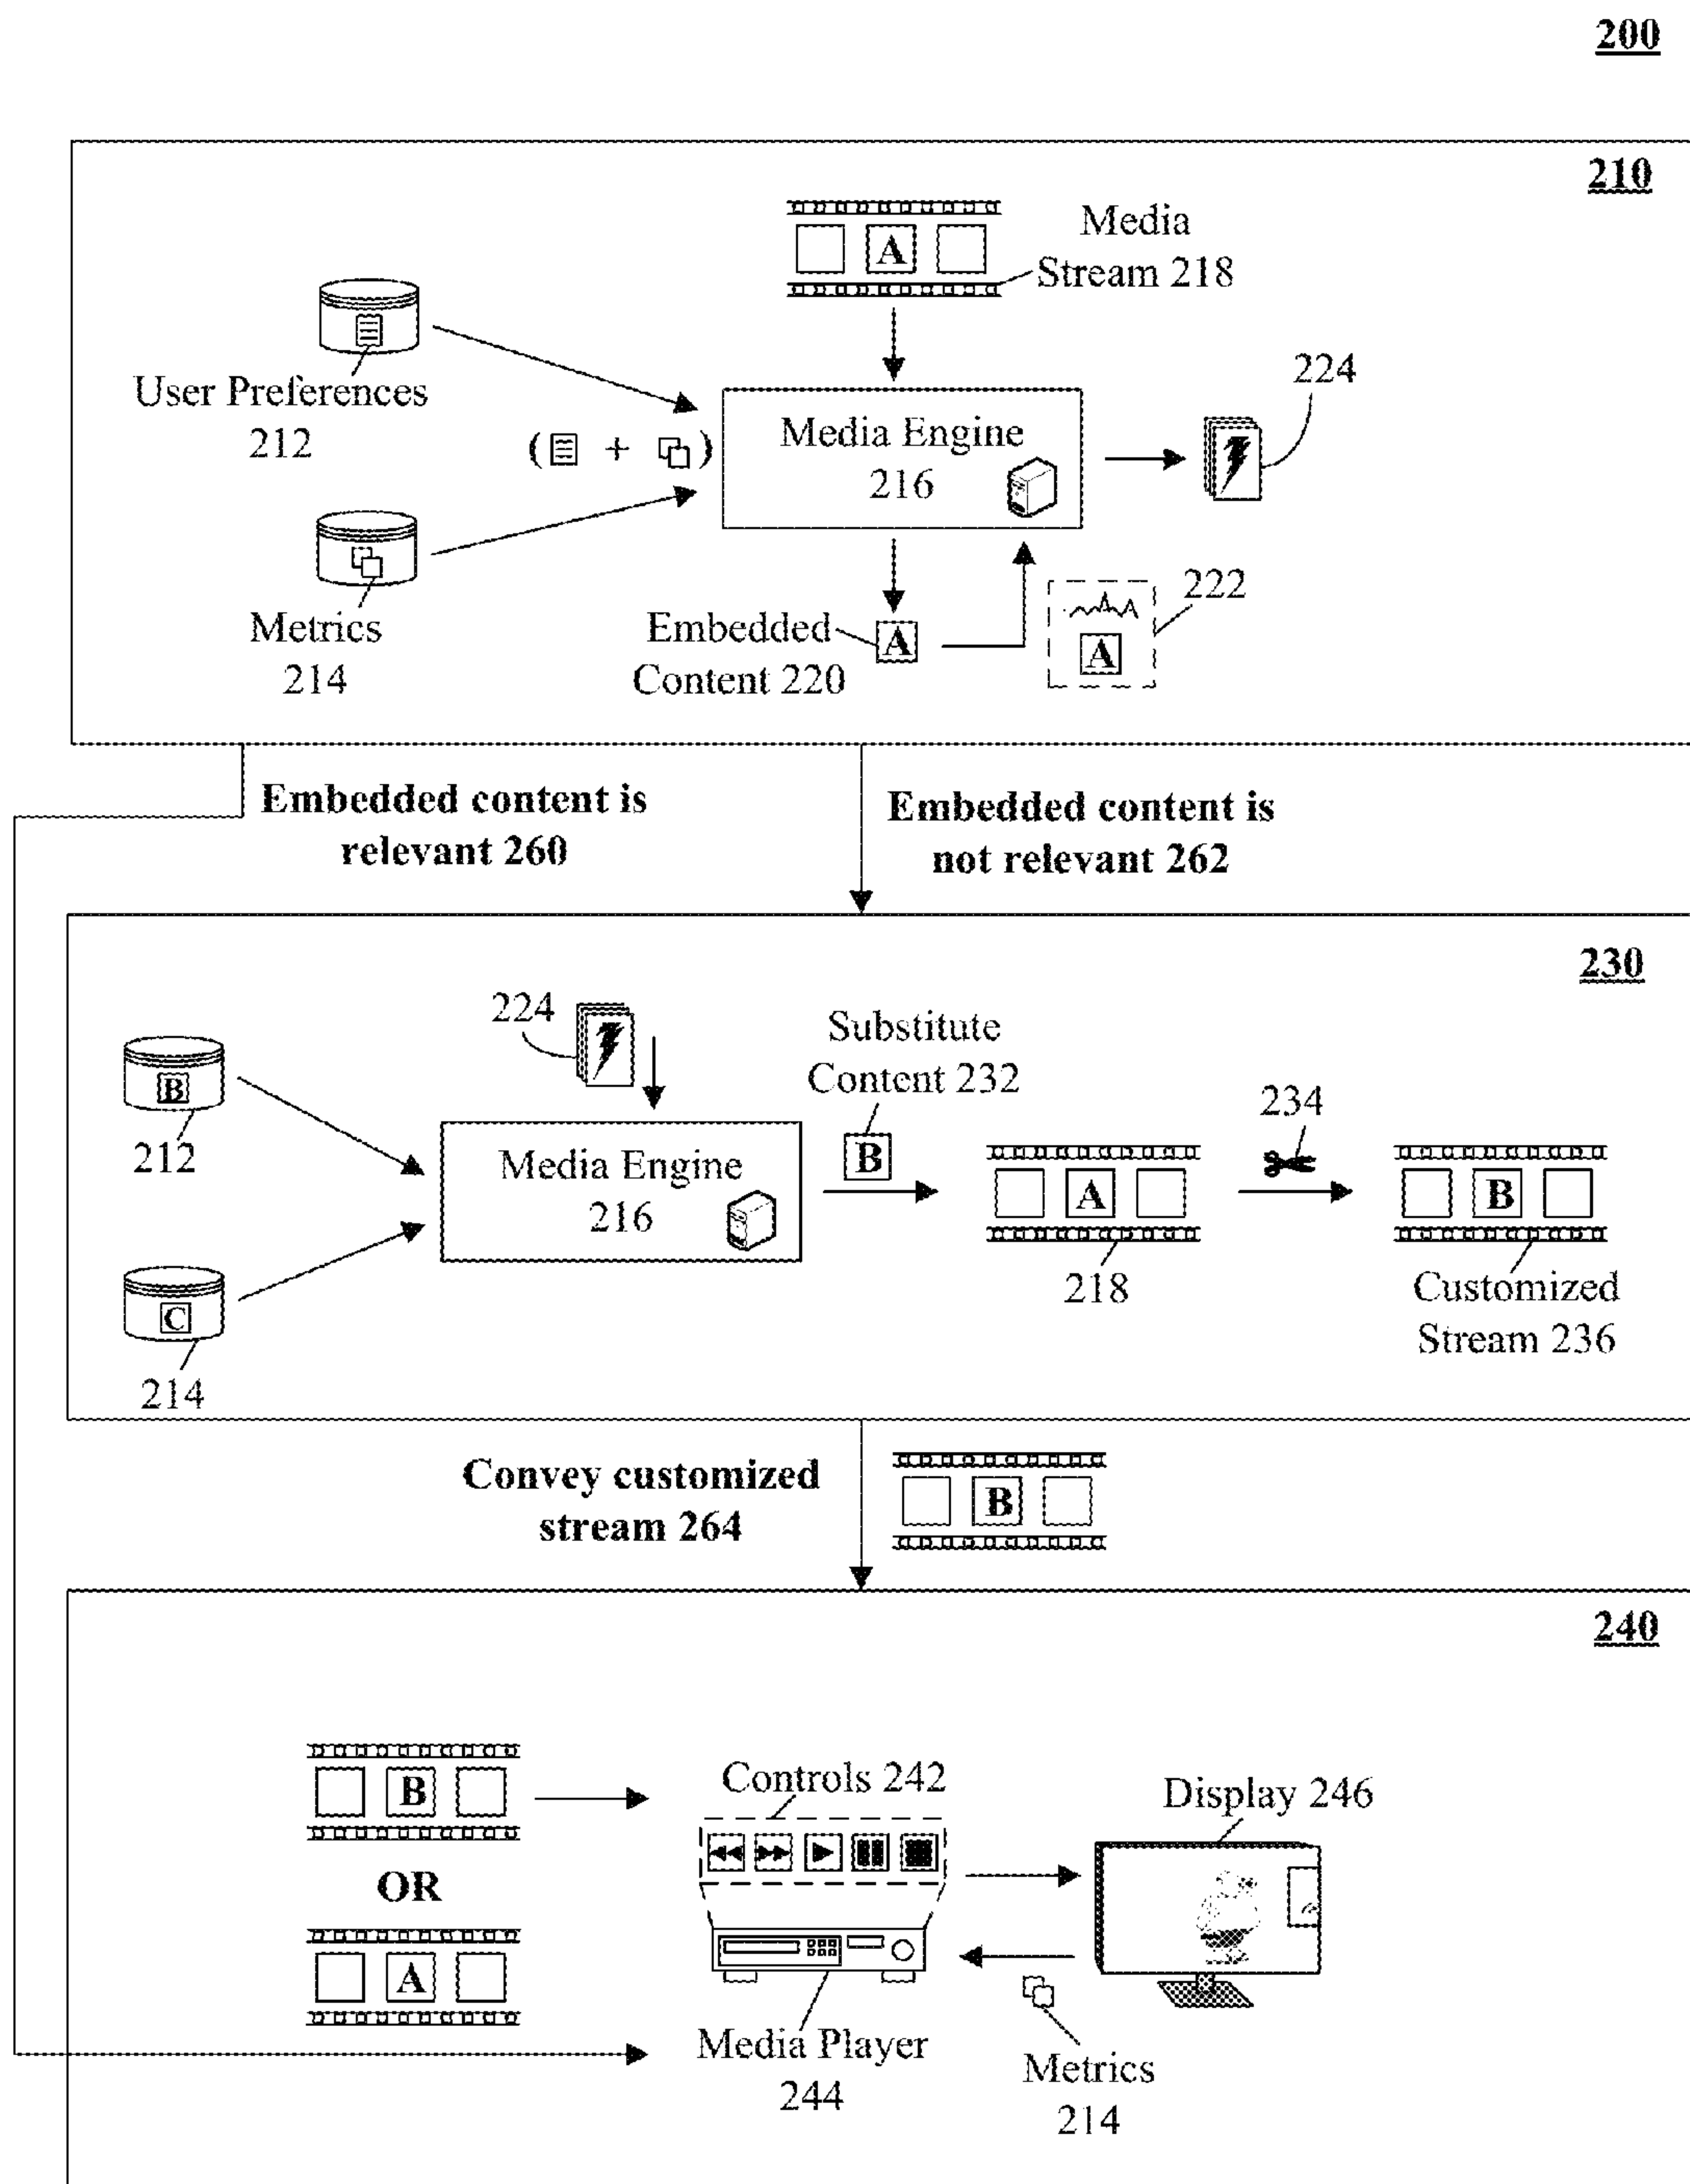 200
210
A
Media
Stream 218
User Preferences
212
( + )
Media Engine
216
224
Metrics
214
Embedded
Content 220
A
222
A
Embedded content is
relevant 260
Embedded content is
not relevant 262
230
224
Substitute
Content 232
B
212
B
Media Engine
216
A
218
234
B
Customized
Stream 236
C
214
Convey customized
stream 264
B
240
B
OR
A
Controls 242
Display 246
Media Player
244
Metrics
214